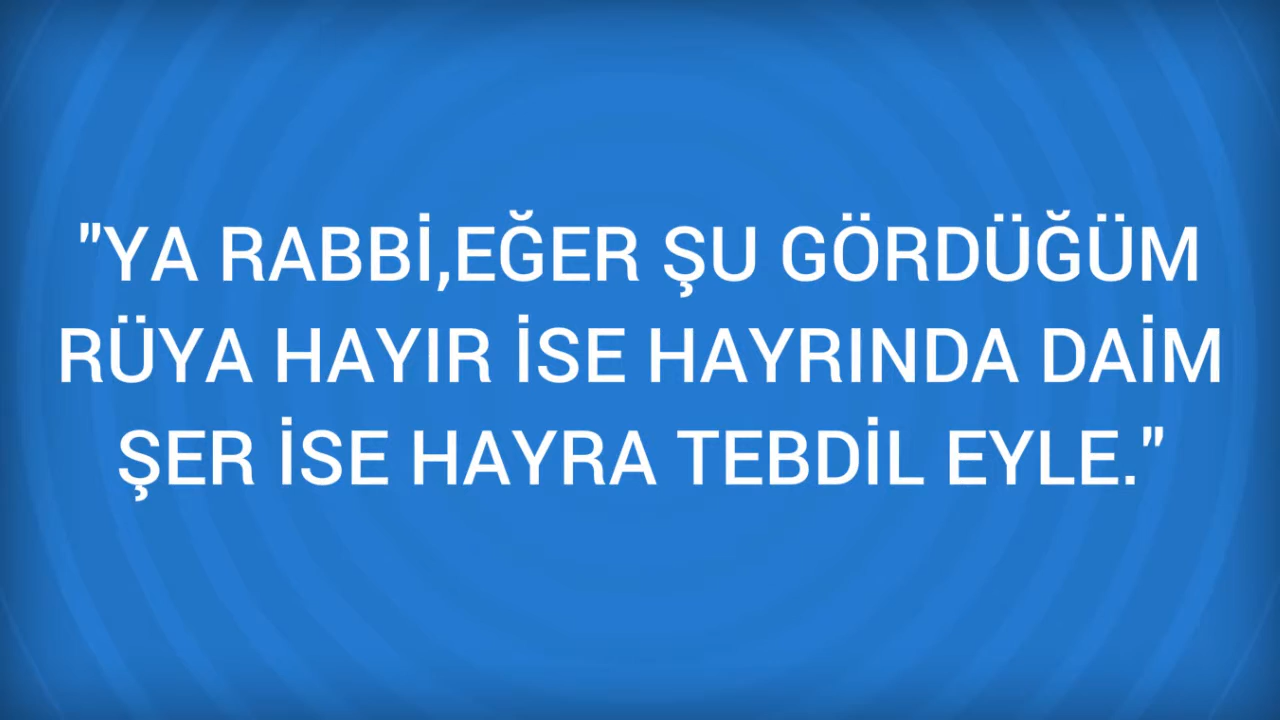 "YA RABBİ,EĞER ŞU GÖRDÜĞÜM
RÜYA HAYIR İSE HAYRINDA DAİM
ŞER İSE HAYRA TEBDİL EYLE."